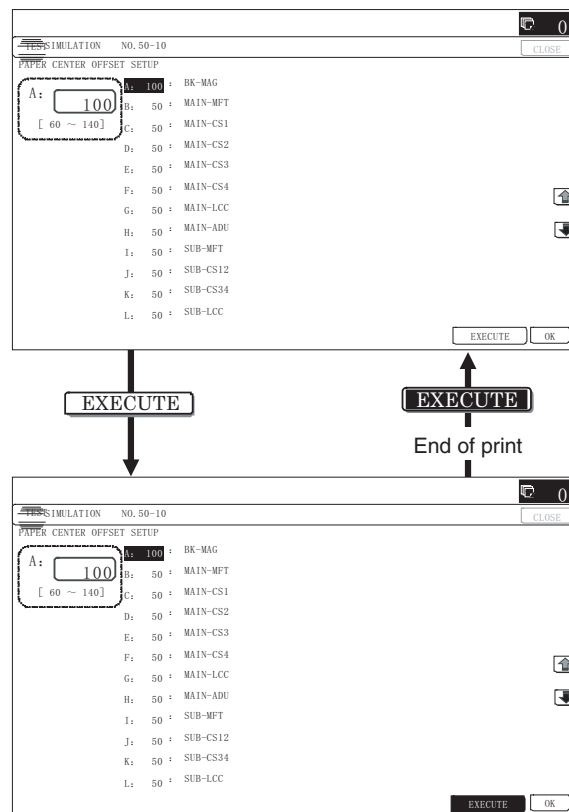 0
TEST SIMULATION NO.50-10
CLOSE
PAPER CENTER OFFSET SETUP
A: 100
[ 60 ～ 140]
A: 100 : BK-MAG
B: 50 : MAIN-MFT
C: 50 : MAIN-CS1
D: 50 : MAIN-CS2
E: 50 : MAIN-CS3
F: 50 : MAIN-CS4
G: 50 : MAIN-LCC
H: 50 : MAIN-ADU
I: 50 : SUB-MFT
J: 50 : SUB-CS12
K: 50 : SUB-CS34
L: 50 : SUB-LCC
EXECUTE OK
EXECUTE
EXECUTE
End of print
0
TEST SIMULATION NO.50-10
CLOSE
PAPER CENTER OFFSET SETUP
A: 100
[ 60 ～ 140]
A: 100 : BK-MAG
B: 50 : MAIN-MFT
C: 50 : MAIN-CS1
D: 50 : MAIN-CS2
E: 50 : MAIN-CS3
F: 50 : MAIN-CS4
G: 50 : MAIN-LCC
H: 50 : MAIN-ADU
I: 50 : SUB-MFT
J: 50 : SUB-CS12
K: 50 : SUB-CS34
L: 50 : SUB-LCC
EXECUTE OK